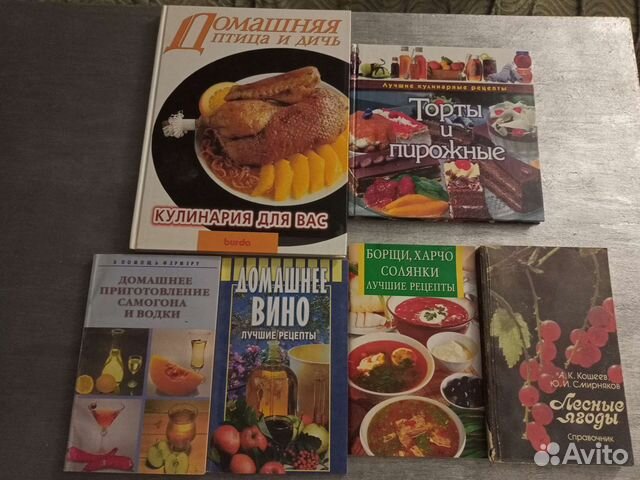 Домашняя
птица и дичь
КУЛИНАРИЯ ДЛЯ ВАС
burda
Лучшие кулинарные рецепты
Торты
и
пирожные
В ПОМОЩЬ ФЕРМЕРУ
ДОМАШНЕЕ
ПРИГОТОВЛЕНИЕ
САМОГОНА
И ВОДКИ
ДОМАШНЕЕ
ВИНО
ЛУЧШИЕ РЕЦЕПТЫ
БОРЩИ, ХАРЧО
СОЛЯНКИ
ЛУЧШИЕ РЕЦЕПТЫ
А. К. Кощеев
Ю. И. Смирняков
Лесные
ягоды
Справочник
Avito